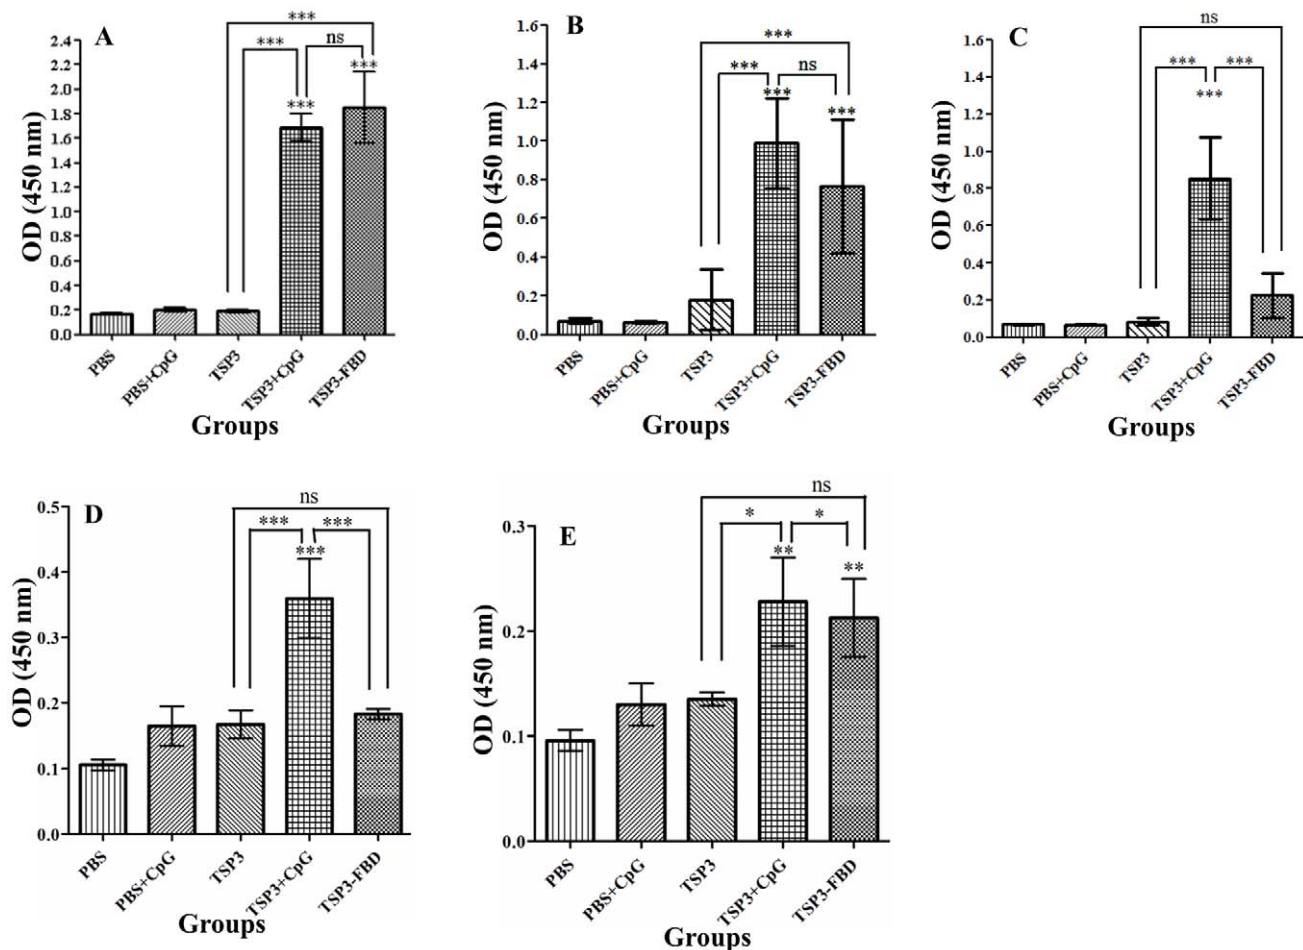 A
***
*** ns ***
***
OD (450 nm)
2.4
2.2
2.0
1.8
1.6
1.4
1.2
1.0
0.8
0.6
0.4
0.2
0.0
PBS
PBS+CpG
TSP3
TSP3+CpG
TSP3-FBD
Groups
B
***
*** ns
***
***
OD (450 nm)
1.6
1.4
1.2
1.0
0.8
0.6
0.4
0.2
0.0
PBS
PBS+CpG
TSP3
TSP3+CpG
TSP3-FBD
Groups
C
ns
*** ***
***
OD (450 nm)
1.6
1.4
1.2
1.0
0.8
0.6
0.4
0.2
0.0
PBS
PBS+CpG
TSP3
TSP3+CpG
TSP3-FBD
Groups
D
ns
*** ***
***
OD (450 nm)
0.5
0.4
0.3
0.2
0.1
0.0
PBS
PBS+CpG
TSP3
TSP3+CpG
TSP3-FBD
Groups
E
ns
* *
**
**
OD (450 nm)
0.3
0.2
0.1
0.0
PBS
PBS+CpG
TSP3
TSP3+CpG
TSP3-FBD
Groups